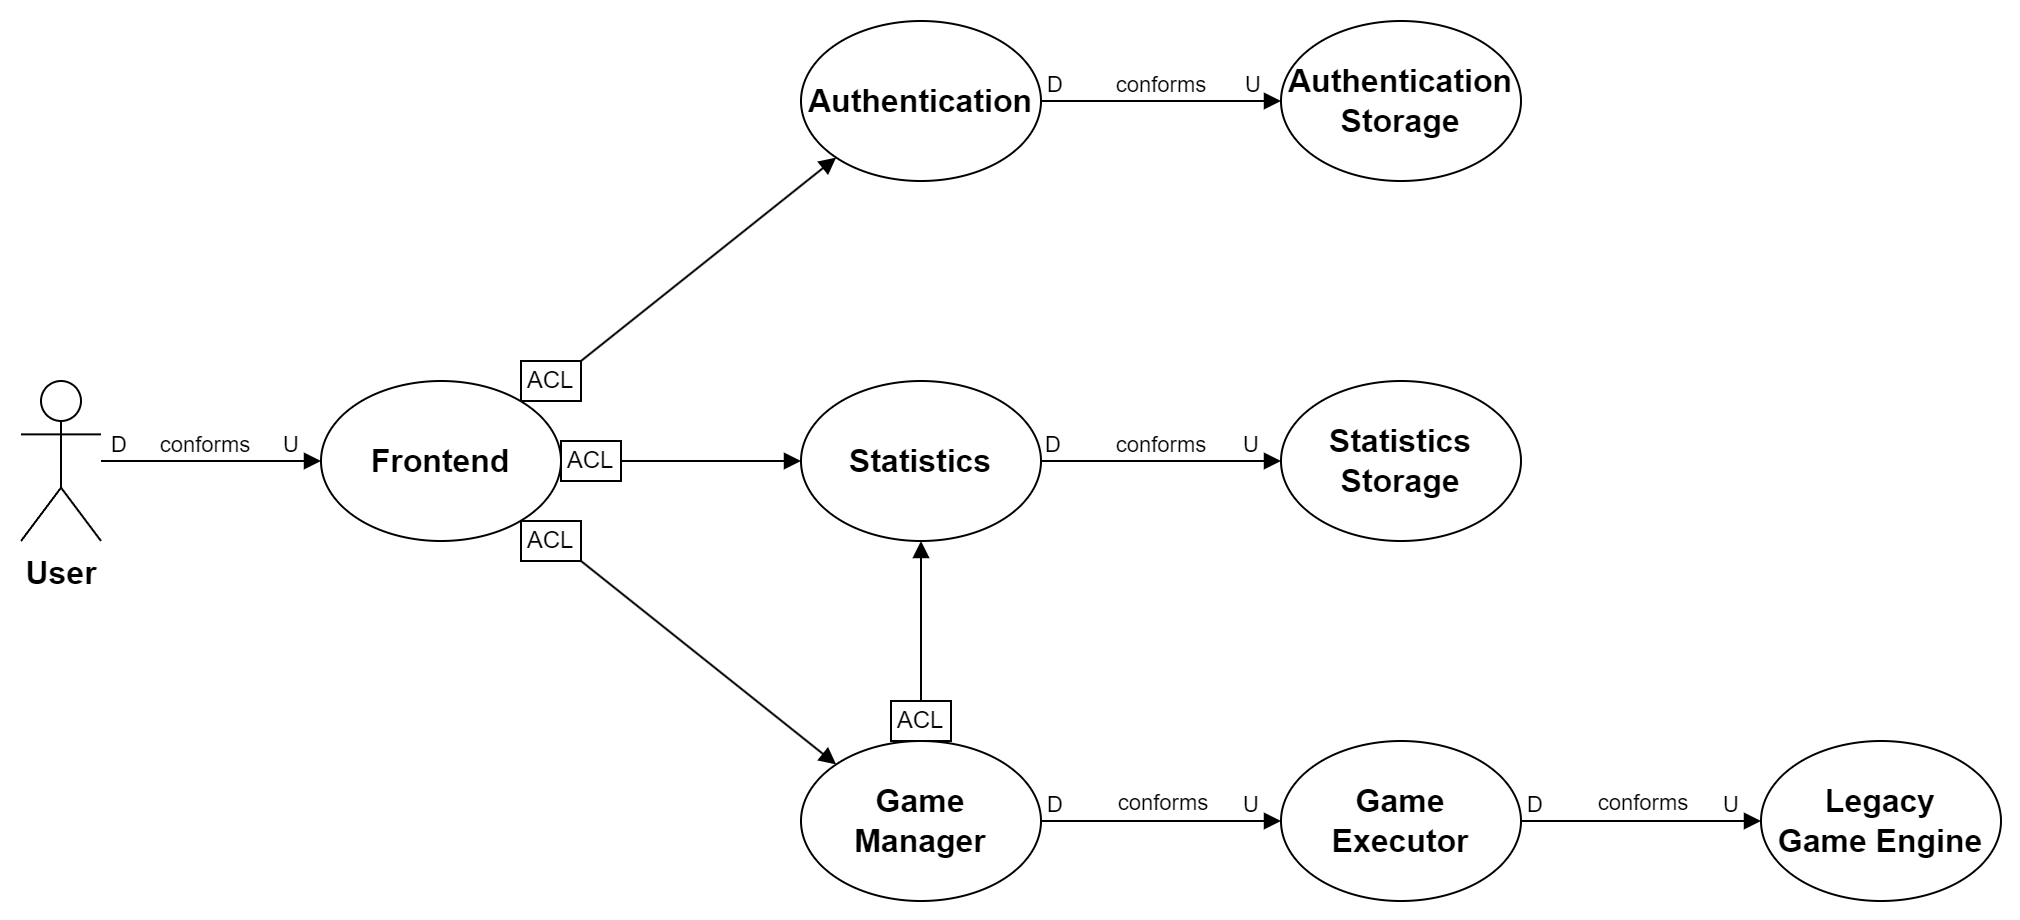 Authentication
D conforms U
Authentication
Storage
ACL
User
D conforms U
Frontend
ACL
Statistics
D conforms U
Statistics
Storage
ACL
ACL
Game
Manager
D conforms U
Game
Executor
D conforms U
Legacy
Game Engine